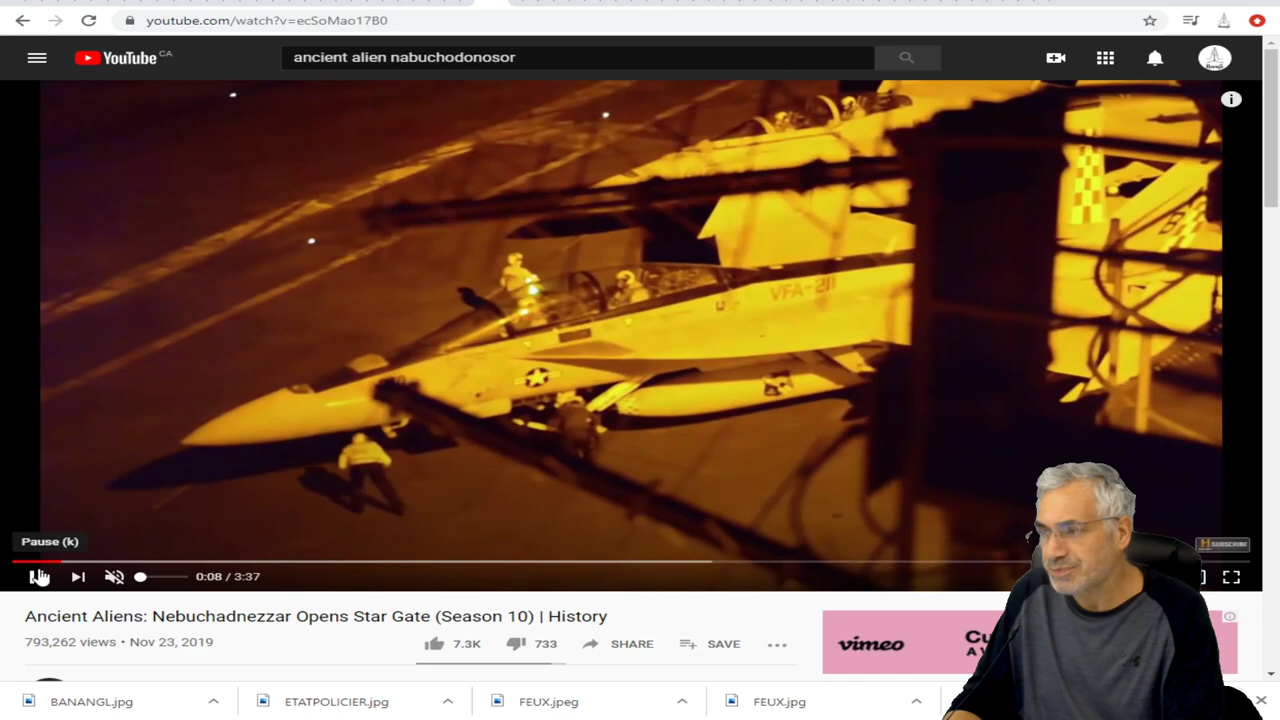 youtube.com/watch?v=ecSoMao17B0
YouTube CA
ancient alien nabuchodonosor
i
VFA-211
Pause (k)
SUBSCRIBE
0:08 / 3:37
Ancient Aliens: Nebuchadnezzar Opens Star Gate (Season 10) | History
793,262 views • Nov 23, 2019
7.3K
733
SHARE
SAVE
vimeo
BANANGL.jpg
ETATPOLICIER.jpg
FEUX.jpeg
FEUX.jpg